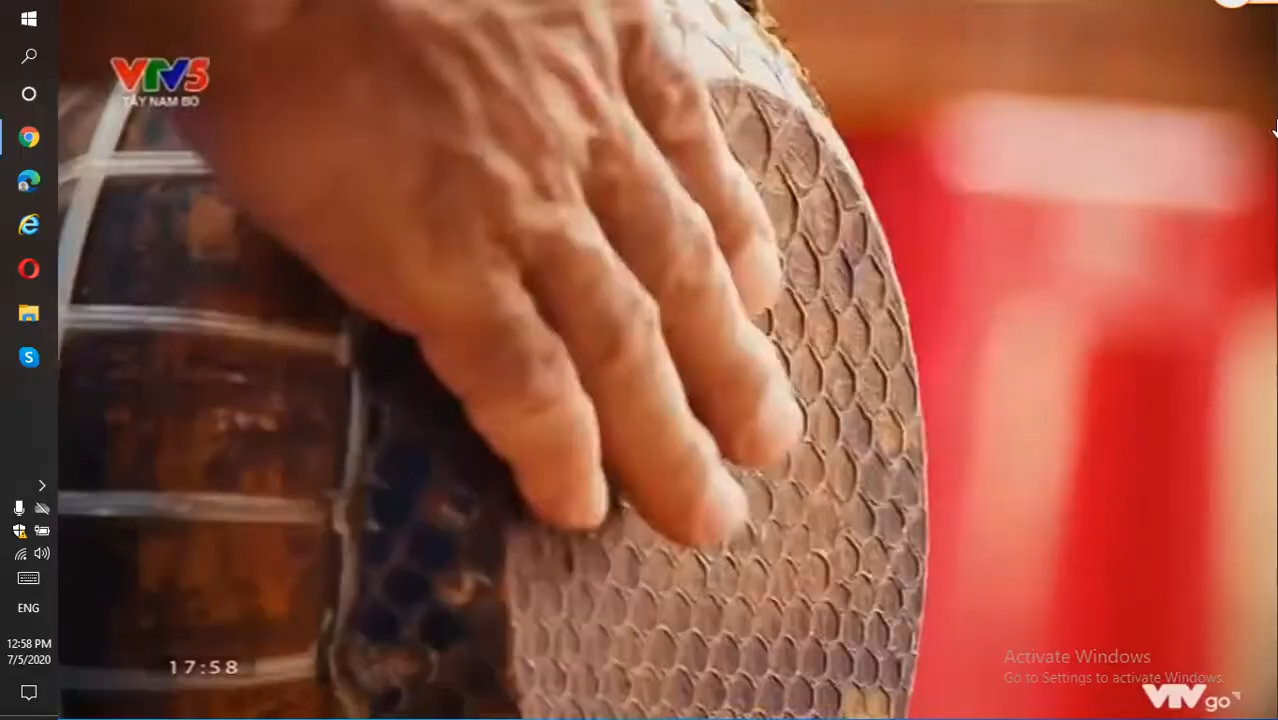 VTV5
TÂY NAM BỘ
ENG
12:58 PM
7/5/2020
17:58
Activate Windows
Go to Settings to activate Windows.
VTVgo